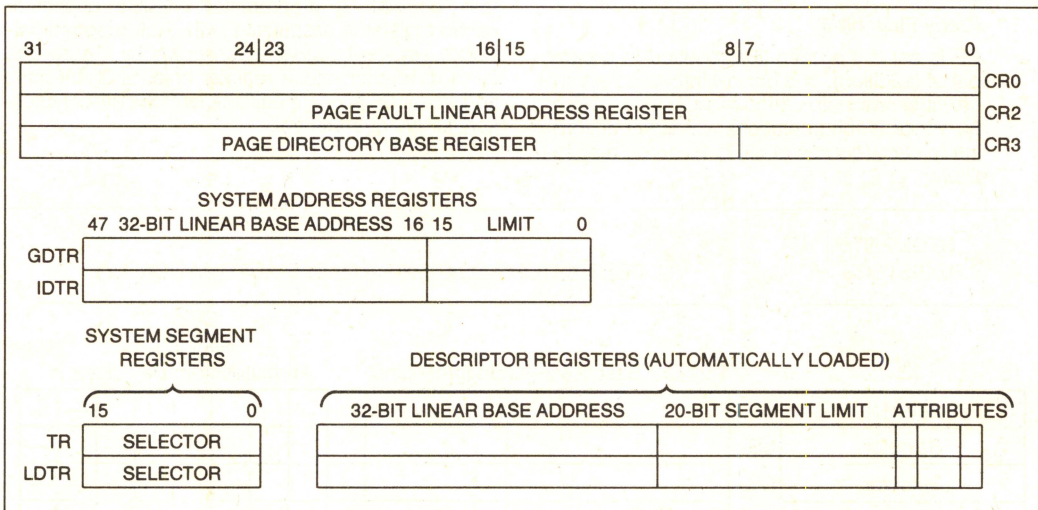 31 24 23 16 15 8 7 0
CR0
PAGE FAULT LINEAR ADDRESS REGISTER CR2
PAGE DIRECTORY BASE REGISTER CR3
SYSTEM ADDRESS REGISTERS
47 32-BIT LINEAR BASE ADDRESS 16 15 LIMIT 0
GDTR
IDTR
SYSTEM SEGMENT
REGISTERS
DESCRIPTOR REGISTERS (AUTOMATICALLY LOADED)
15 0 32-BIT LINEAR BASE ADDRESS 20-BIT SEGMENT LIMIT ATTRIBUTES
TR SELECTOR
LDTR SELECTOR